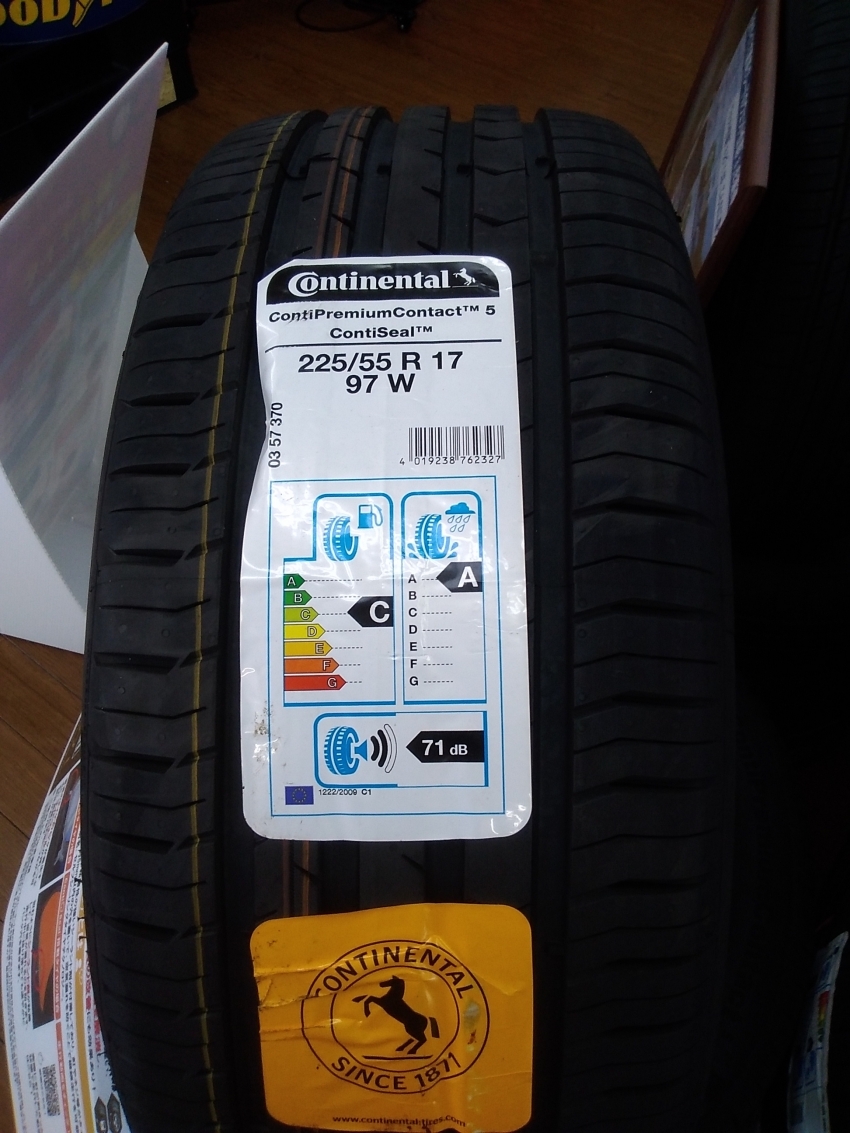 Continental
ContiPremiumContact™ 5
ContiSeal™
225/55 R 17
97 W
03 57 370
4 019238 762327
A
B
C
D
E
F
G
C
A
B
C
D
E
F
G
A
71 dB
1222/2009 C1
CONTINENTAL
SINCE 1871
www.continental-tires.com